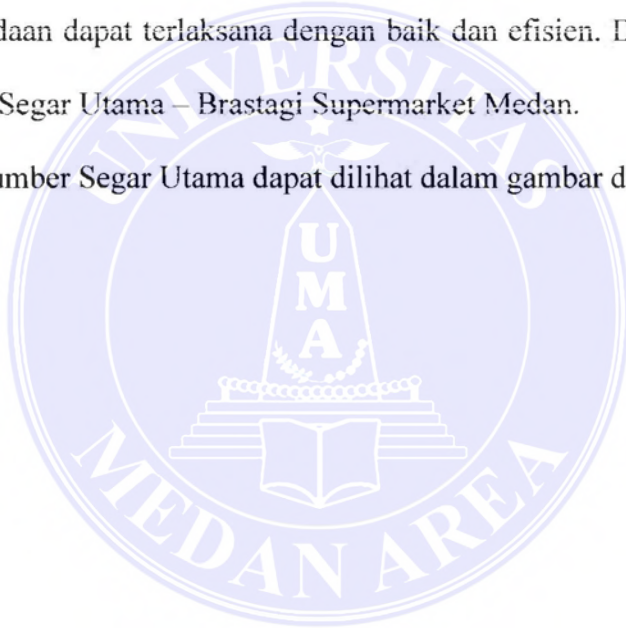 daan dapat terlaksana dengan baik dan efisien. D
Segar Utama – Brastagi Supermarket Medan.
umber Segar Utama dapat dilihat dalam gambar d
UNIVERSITAS
UMA
MEDAN AREA